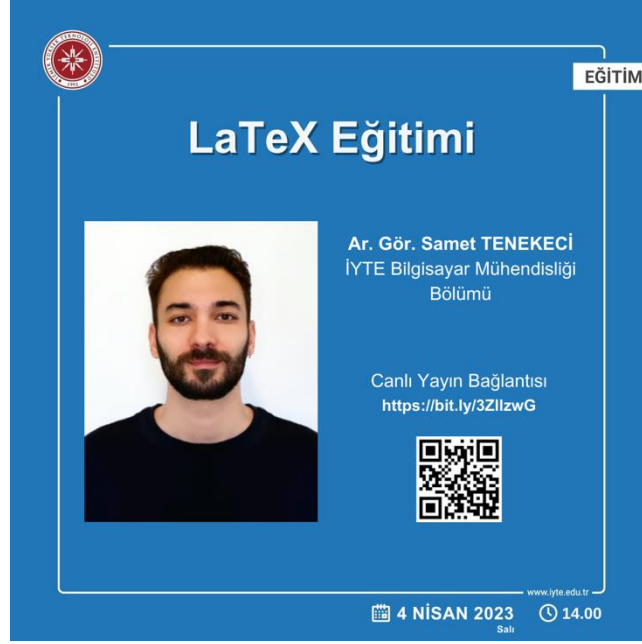 EĞİTİM
LaTeX Eğitimi
Ar. Gör. Samet TENEKECİ
İYTE Bilgisayar Mühendisliği
Bölümü
Canlı Yayın Bağlantısı
https://bit.ly/3ZllzwG
www.iyte.edu.tr
4 NİSAN 2023
Salı
14.00